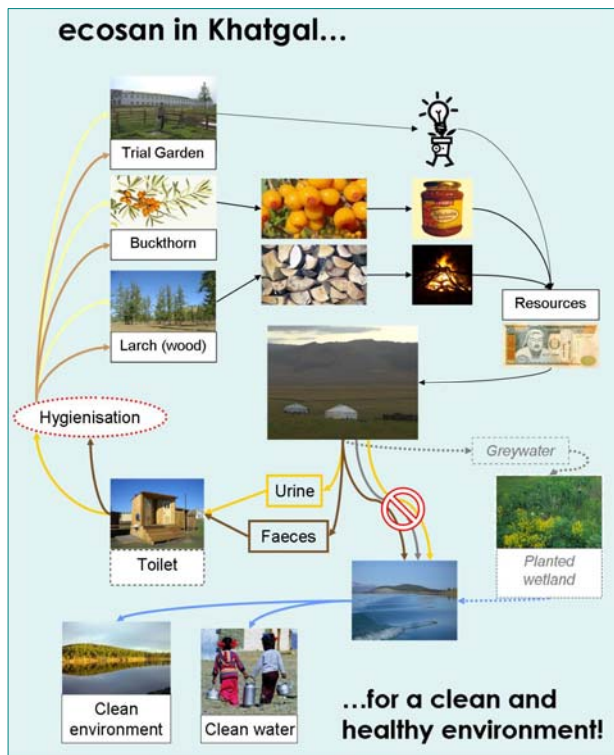 ecosan in Khatgal...
Trial Garden
Buckthorn
Larch (wood)
Resources
Hygienisation
Greywater
Urine
Faeces
Toilet
Planted
wetland
Clean
environment
Clean water
...for a clean and
healthy environment!